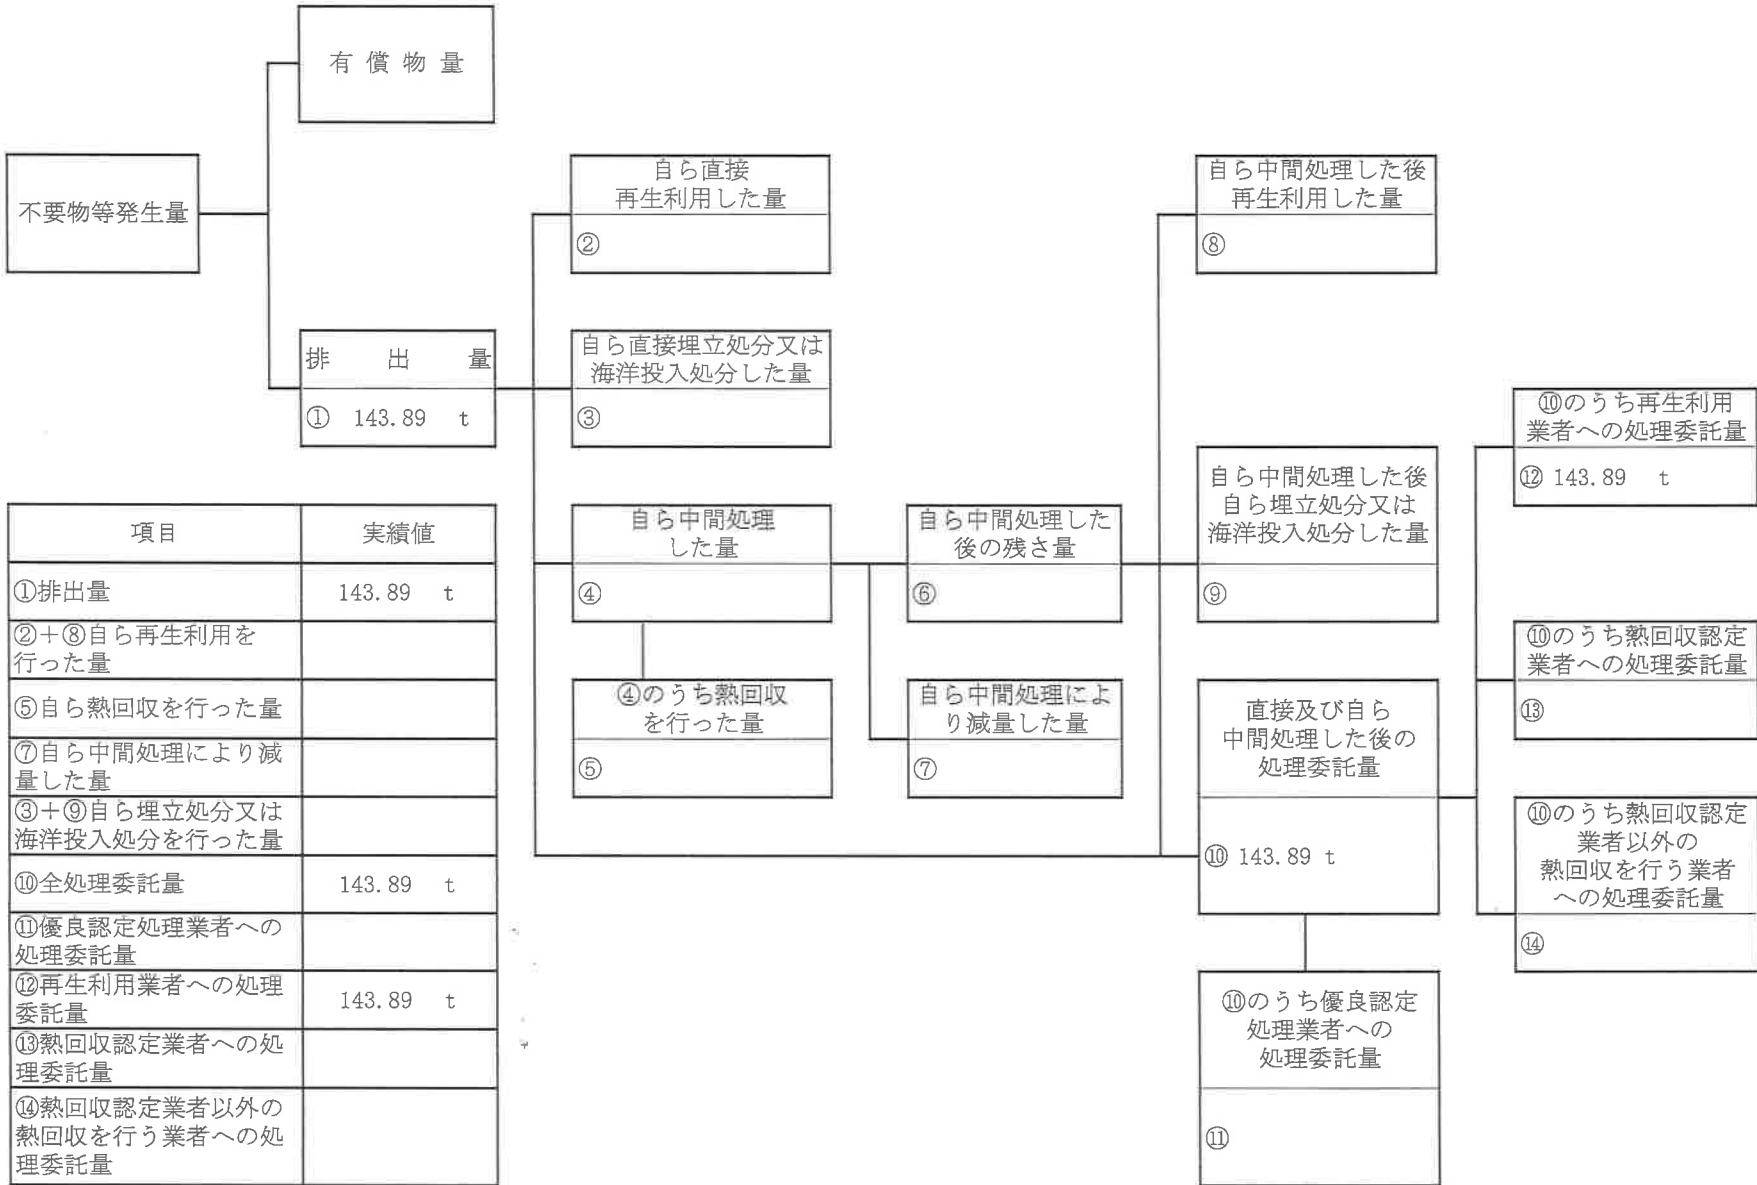 有償物量
不要物等発生量
排出量
① 143.89 t
自ら直接
再生利用した量
②
自ら直接埋立処分又は
海洋投入処分した量
③
自ら中間処理
した量
④
④のうち熱回収
を行った量
⑤
自ら中間処理した
後の残さ量
⑥
自ら中間処理によ
り減量した量
⑦
自ら中間処理した後
再生利用した量
⑧
自ら中間処理した後
自ら埋立処分又は
海洋投入処分した量
⑨
直接及び自ら
中間処理した後の
処理委託量
⑩ 143.89 t
⑩のうち優良認定
処理業者への
処理委託量
⑪
⑩のうち再生利用
業者への処理委託量
⑫ 143.89 t
⑩のうち熱回収認定
業者への処理委託量
⑬
⑩のうち熱回収認定
業者以外の
熱回収を行う業者
への処理委託量
⑭
項目 実績値
①排出量 143.89 t
②+⑧自ら再生利用を
行った量
⑤自ら熱回収を行った量
⑦自ら中間処理により減
量した量
③+⑨自ら埋立処分又は
海洋投入処分を行った量
⑩全処理委託量 143.89 t
⑪優良認定処理業者への
処理委託量
⑫再生利用業者への処理
委託量 143.89 t
⑬熱回収認定業者への処
理委託量
⑭熱回収認定業者以外の
熱回収を行う業者への処
理委託量